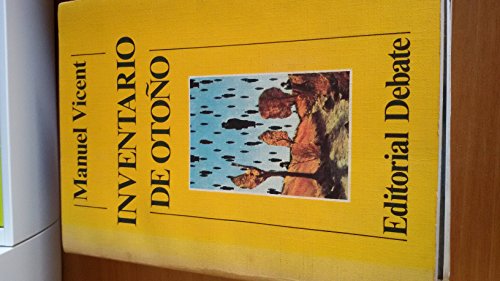 Manuel Vicent
INVENTARIO
DE OTOÑO
Editorial Debate